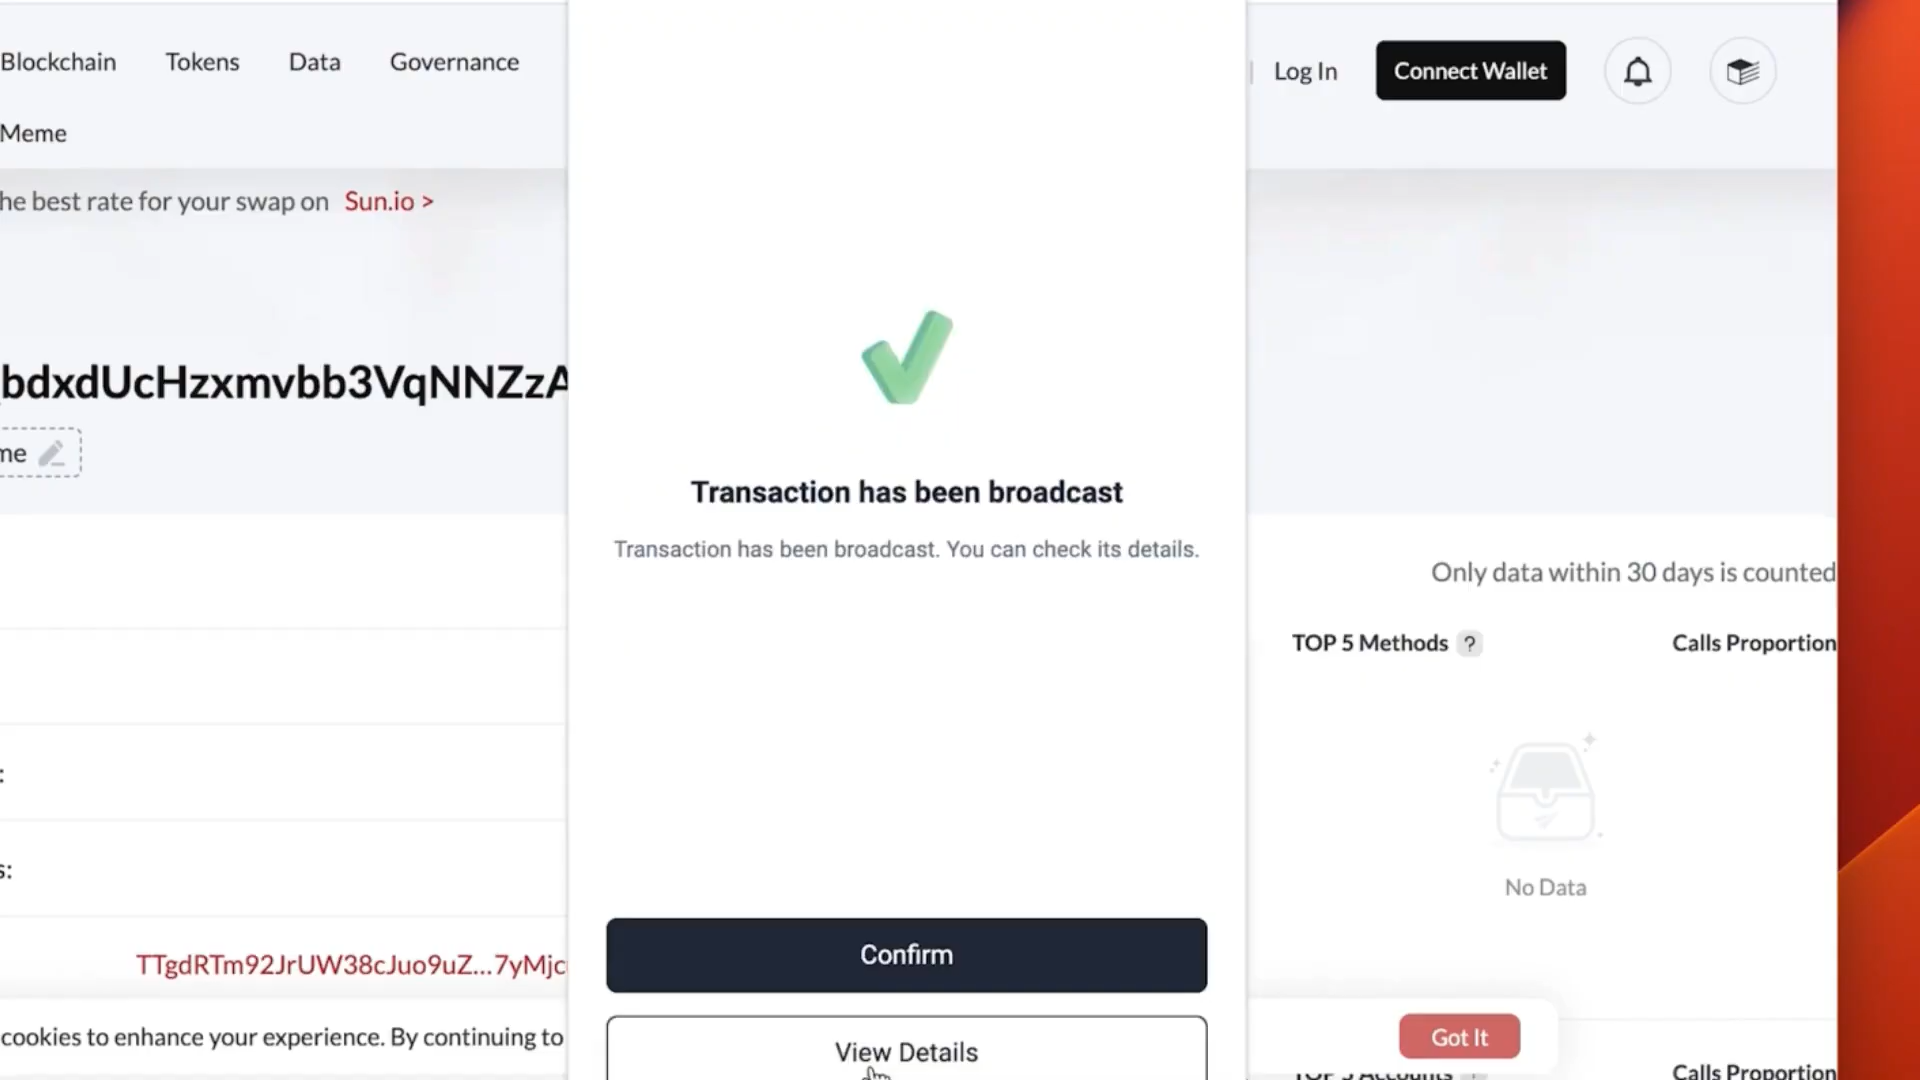 Blockchain Tokens Data Governance
Log In Connect Wallet
Meme
he best rate for your swap on Sun.io >
bdxdUcHzxmvbb3VqNNZzA
me
Transaction has been broadcast
Transaction has been broadcast. You can check its details.
Only data within 30 days is counted
TOP 5 Methods ? Calls Proportion
:
s:
No Data
Confirm
TTgdRTm92JrUW38cJuo9uZ...7yMjc
cookies to enhance your experience. By continuing to
Got It
View Details
TOP 5 Accounts Calls Proportion